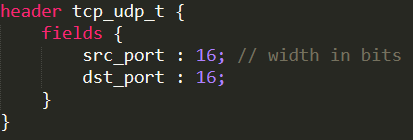 header tcp_udp_t {
    fields {
        src_port : 16; // width in bits
        dst_port : 16;
    }
}